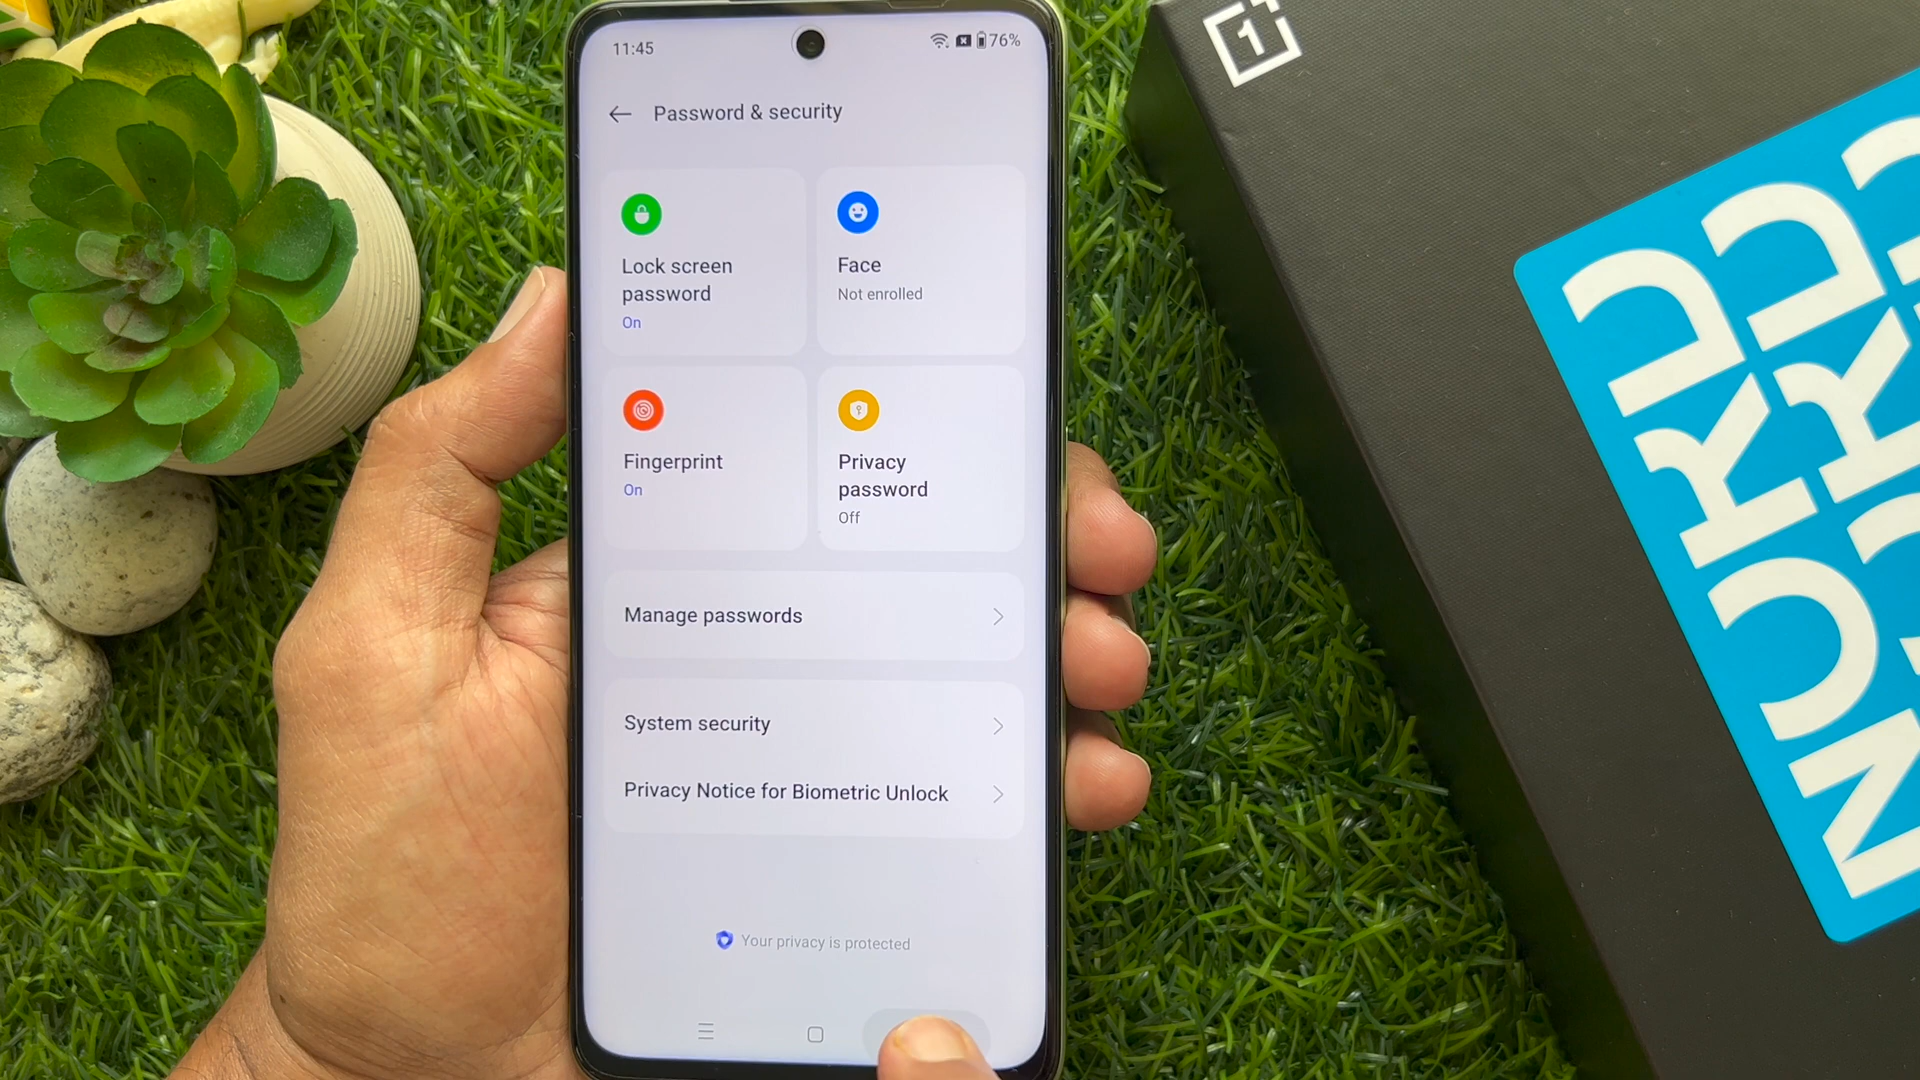 11:45
76%
Password & security
Lock screen
password
On
Face
Not enrolled
Fingerprint
On
Privacy
password
Off
Manage passwords
System security
Privacy Notice for Biometric Unlock
Your privacy is protected
1
NORD